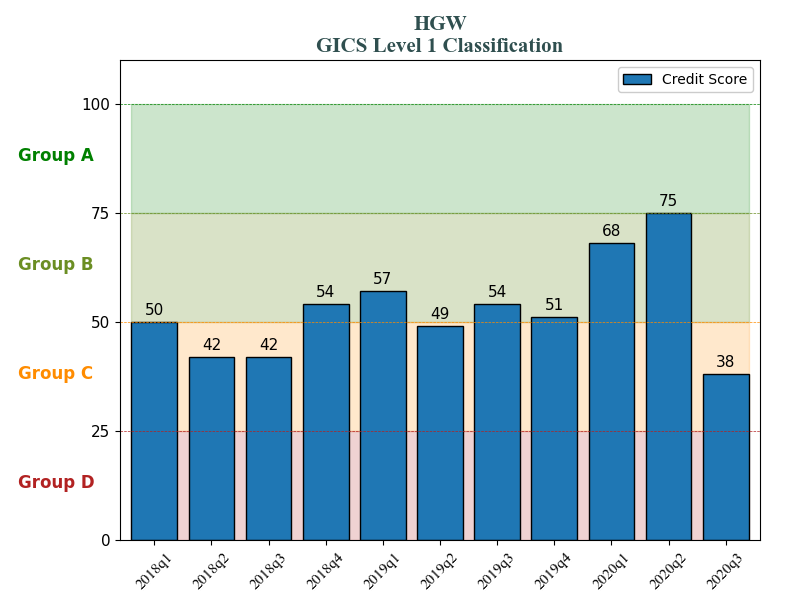 HGW
GICS Level 1 Classification
Credit Score
100
Group A
75
75
68
Group B
57
54
54
51
50
49
50
42
42
38
Group C
25
Group D
0
2018q1 2018q2 2018q3 2018q4 2019q1 2019q2 2019q3 2019q4 2020q1 2020q2 2020q3